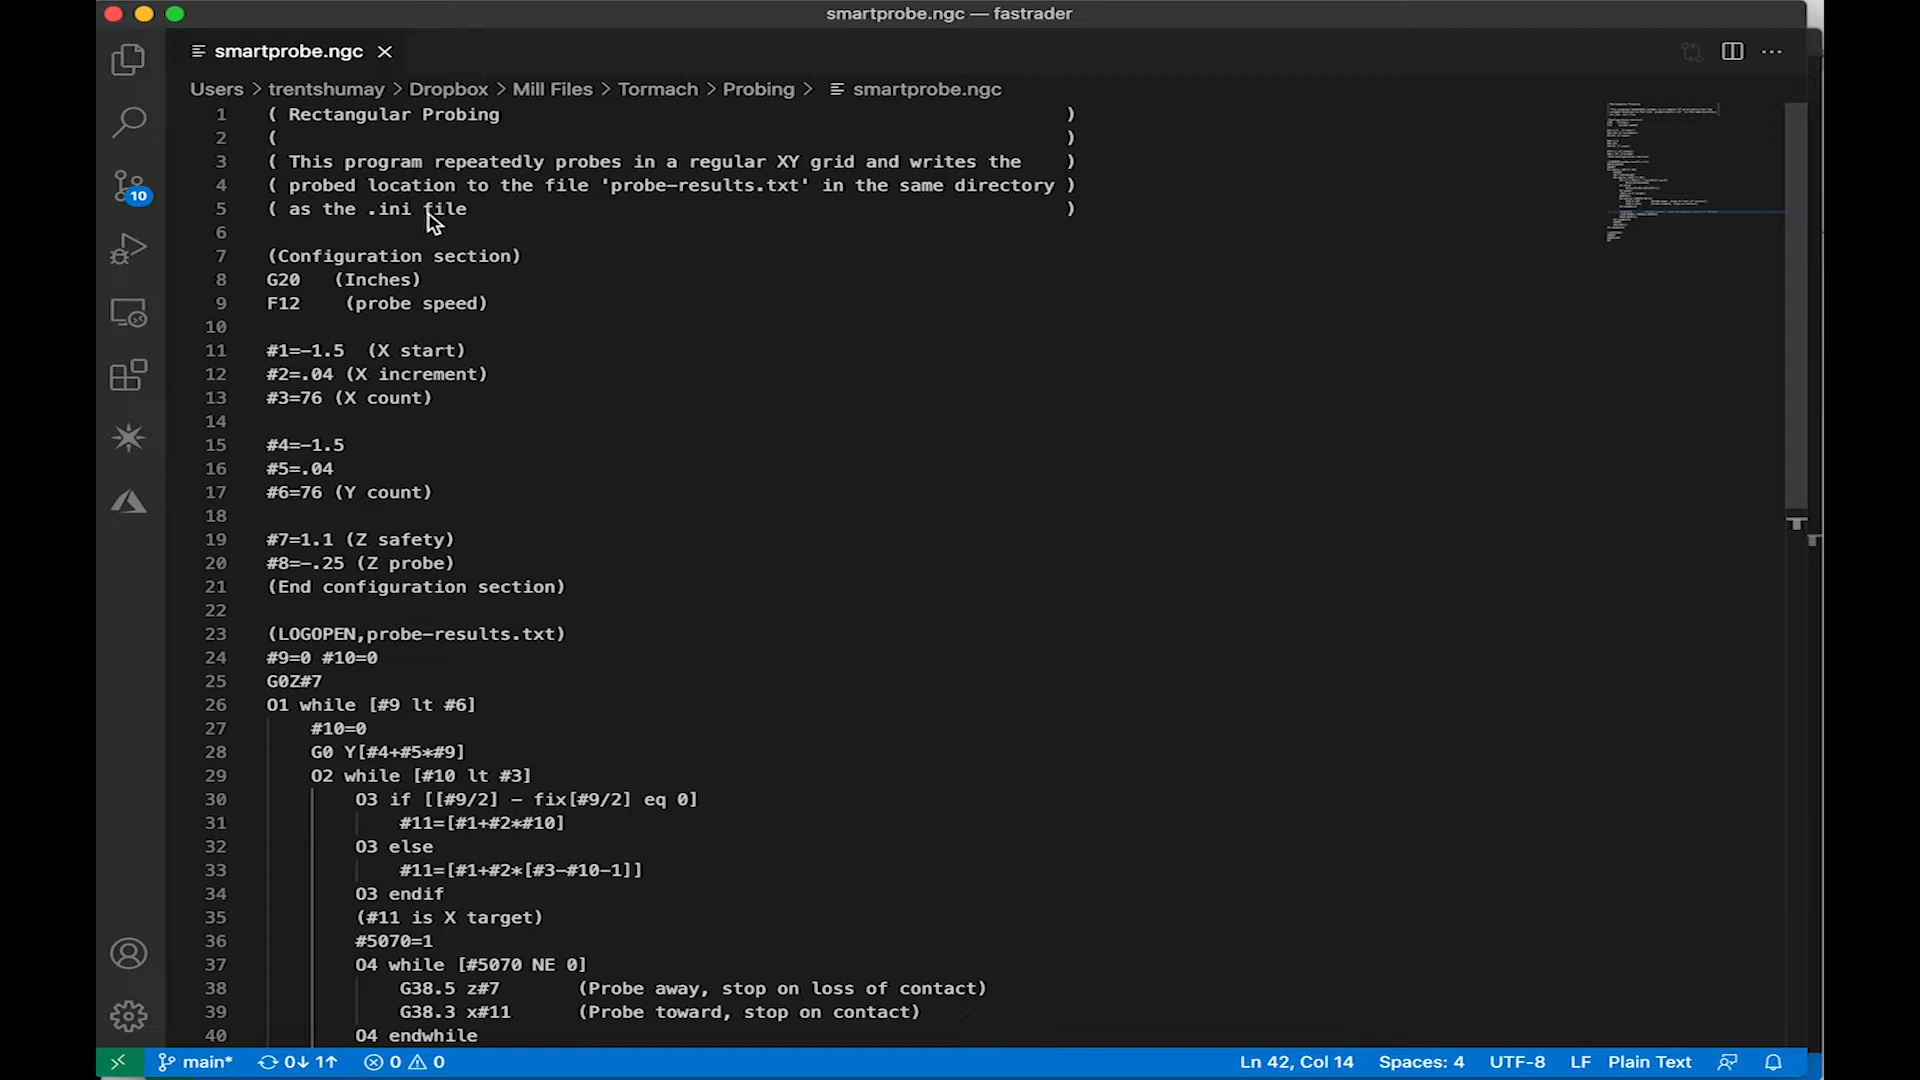 smartprobe.ngc — fastrader
smartprobe.ngc
Users > trentshumay > Dropbox > Mill Files > Tormach > Probing > smartprobe.ngc
1 ( Rectangular Probing )
2 ( )
3 ( This program repeatedly probes in a regular XY grid and writes the )
4 ( probed location to the file 'probe-results.txt' in the same directory )
5 ( as the .ini file )
6
7 (Configuration section)
8 G20 (Inches)
9 F12 (probe speed)
10
11 #1=-1.5 (X start)
12 #2=.04 (X increment)
13 #3=76 (X count)
14
15 #4=-1.5
16 #5=.04
17 #6=76 (Y count)
18
19 #7=1.1 (Z safety)
20 #8=-.25 (Z probe)
21 (End configuration section)
22
23 (LOGOPEN,probe-results.txt)
24 #9=0 #10=0
25 G0Z#7
26 O1 while [#9 lt #6]
27 #10=0
28 G0 Y[#4+#5*#9]
29 O2 while [#10 lt #3]
30 O3 if [[#9/2] - fix[#9/2] eq 0]
31 #11=[#1+#2*#10]
32 O3 else
33 #11=[#1+#2*[#3-#10-1]]
34 O3 endif
35 (#11 is X target)
36 #5070=1
37 O4 while [#5070 NE 0]
38 G38.5 z#7 (Probe away, stop on loss of contact)
39 G38.3 x#11 (Probe toward, stop on contact)
40 O4 endwhile
10
main* 0↓ 1↑ 0 0 Ln 42, Col 14 Spaces: 4 UTF-8 LF Plain Text